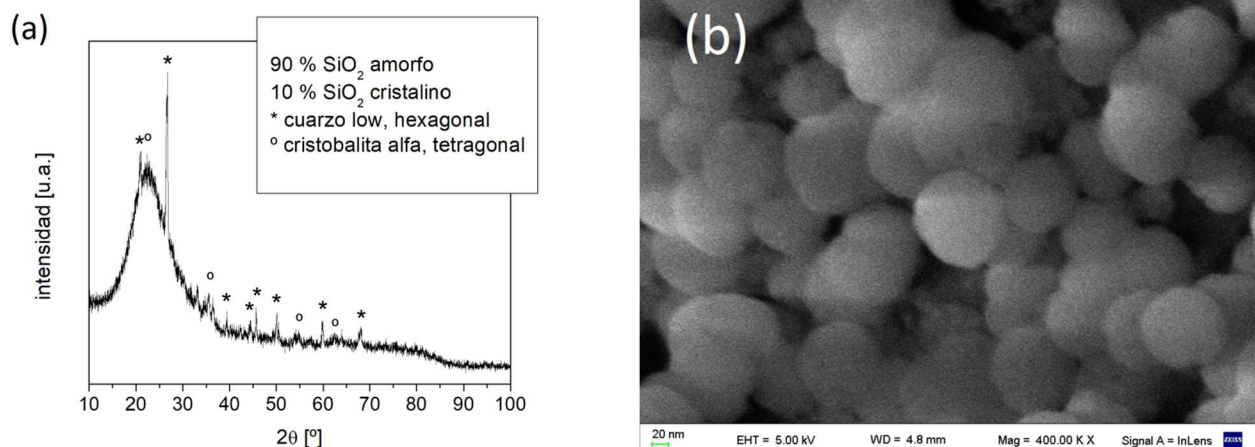 (a)
90 % SiO₂ amorfo
10 % SiO₂ cristalino
* cuarzo low, hexagonal
o cristobalita alfa, tetragonal
* o
*
o
*
*
*
*
o
*
o
*
intensidad [u.a.]
10 20 30 40 50 60 70 80 90 100
2θ [º]
(b)
20 nm EHT = 5.00 kV WD = 4.8 mm Mag = 400.00 K X Signal A = InLens ZEISS